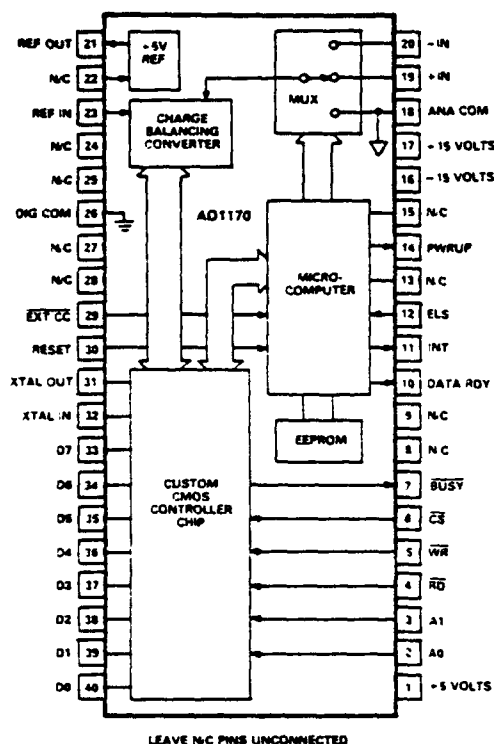 REF OUT 21
N/C 22
REF IN 23
N/C 24
N/C 25
DIG COM 26
N/C 27
N/C 28
EXT CC 29
RESET 30
XTAL OUT 31
XTAL IN 32
D7 33
D6 34
D5 35
D4 36
D3 37
D2 38
D1 39
D0 40
+5V
REF
CHARGE
BALANCING
CONVERTER
AD1170
MUX
MICRO-
COMPUTER
EEPROM
CUSTOM
CMOS
CONTROLLER
CHIP
20 -IN
19 +IN
18 ANA COM
17 +15 VOLTS
16 -15 VOLTS
15 N/C
14 PWRUP
13 N/C
12 ELS
11 INT
10 DATA RDY
9 N/C
8 N/C
7 BUSY
6 CS
5 WR
4 RD
3 A1
2 A0
1 +5 VOLTS
LEAVE N/C PINS UNCONNECTED